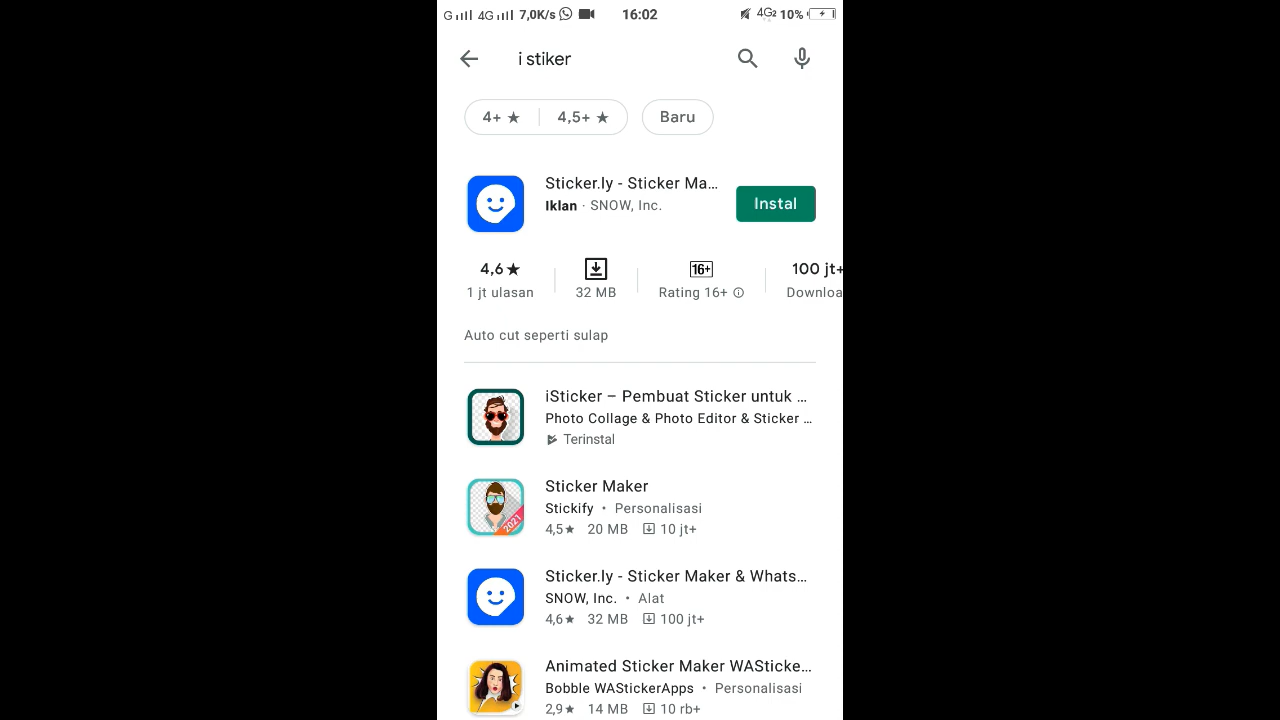 G 4G 7,0K/s 16:02 4G2 10%
i stiker
4+ ★ 4,5+ ★ Baru
Sticker.ly - Sticker Ma...
Iklan · SNOW, Inc.
Instal
4,6★ 16+ 100 jt+
1 jt ulasan 32 MB Rating 16+ Downloa
Auto cut seperti sulap
iSticker – Pembuat Sticker untuk ...
Photo Collage & Photo Editor & Sticker ...
Terinstal
Sticker Maker
Stickify • Personalisasi
4,5★ 20 MB 10 jt+
2021
Sticker.ly - Sticker Maker & Whats...
SNOW, Inc. • Alat
4,6★ 32 MB 100 jt+
Animated Sticker Maker WASticke...
Bobble WAStickerApps • Personalisasi
2,9★ 14 MB 10 rb+